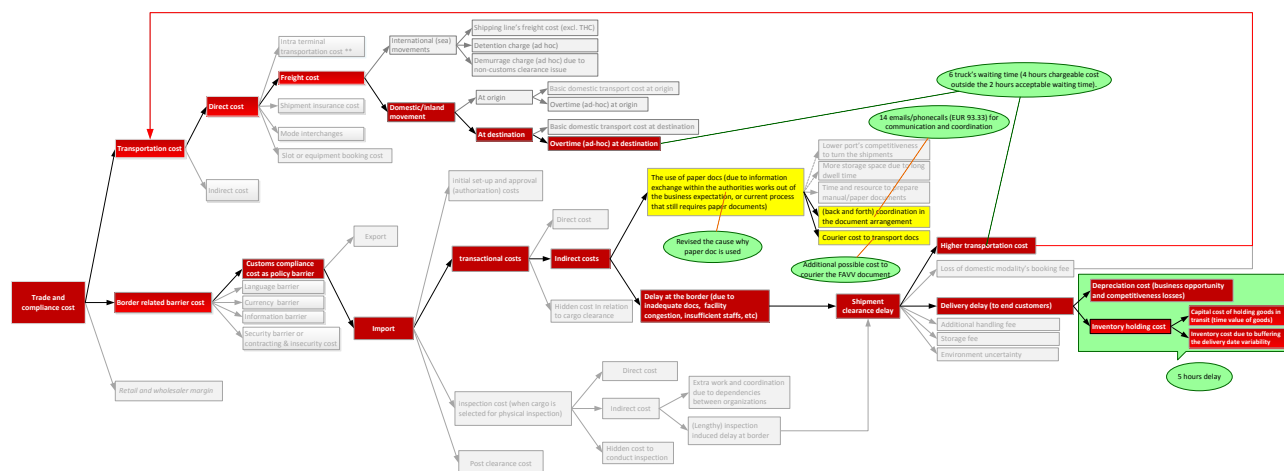 Trade and
compliance cost
Transportation cost
Border related barrier cost
Retail and wholesaler margin
Direct cost
Indirect cost
Intra terminal
transportation cost **
Freight cost
Shipment insurance cost
Mode interchanges
Slot or equipment booking cost
International (sea)
movements
Domestic/inland
movement
Shipping line's freight cost (excl. THC)
Detention charge (ad hoc)
Demurrage charge (ad hoc) due to
non-customs clearance issue
At origin
At destination
Basic domestic transport cost at origin
Overtime (ad-hoc) at origin
Basic domestic transport cost at destination
Overtime (ad-hoc) at destination
Customs compliance
cost as policy barrier
Language barrier
Currency barrier
Information barrier
Security barrier or
contracting & insecurity cost
Export
Import
initial set-up and approval
(authorization) costs
transactional costs
inspection cost (when cargo is
selected for physical inspection)
Post clearance cost
Direct cost
Indirect costs
Hidden cost in relation
to cargo clearance
The use of paper docs (due to information
exchange within the authorities works out of
the business expectation, or current process
that still requires paper documents)
Revised the cause why
paper doc is used
Delay at the border (due to
inadequate docs, facility
congestion, insufficient staffs, etc)
Direct cost
Indirect cost
Hidden cost to
conduct inspection
Extra work and coordination
due to dependencies
between organizations
(Lengthy) inspection
induced delay at border
Lower port's competitiveness
to turn the shipments
More storage space due to long
dwell time
Time and resource to prepare
manual/paper documents
(back and forth) coordination in
the document arrangement
Courier cost to transport docs
Additional possible cost to
courier the FAVV document
6 truck's waiting time (4 hours chargeable cost
outside the 2 hours acceptable waiting time).
14 emails/phonecalls (EUR 93.33) for
communication and coordination
Shipment
clearance delay
Higher transportation cost
Loss of domestic modality's booking fee
Delivery delay (to end customers)
Additional handling fee
Storage fee
Environment uncertainty
Depreciation cost (business opportunity
and competitiveness losses)
Inventory holding cost
Capital cost of holding goods in
transit (time value of goods)
Inventory cost due to buffering
the delivery date variability
5 hours delay